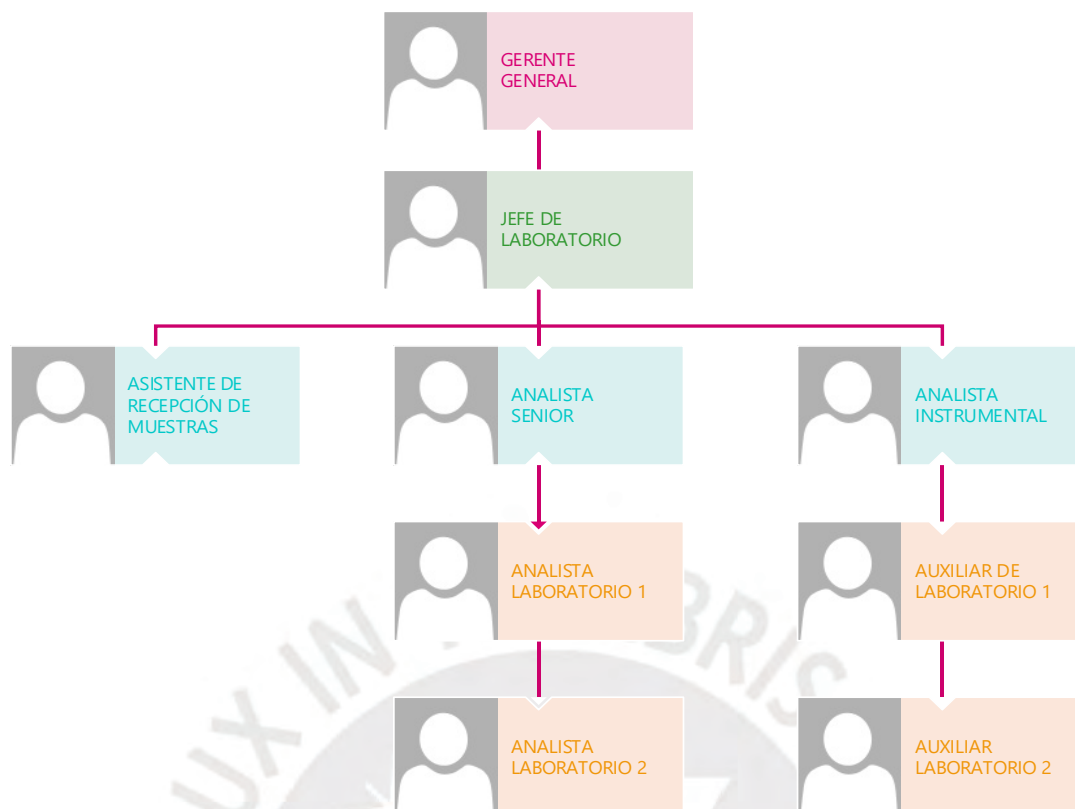 GERENTE
GENERAL
JEFE DE
LABORATORIO
ASISTENTE DE
RECEPCIÓN DE
MUESTRAS
ANALISTA
SENIOR
ANALISTA
INSTRUMENTAL
ANALISTA
LABORATORIO 1
AUXILIAR DE
LABORATORIO 1
ANALISTA
LABORATORIO 2
AUXILIAR
LABORATORIO 2